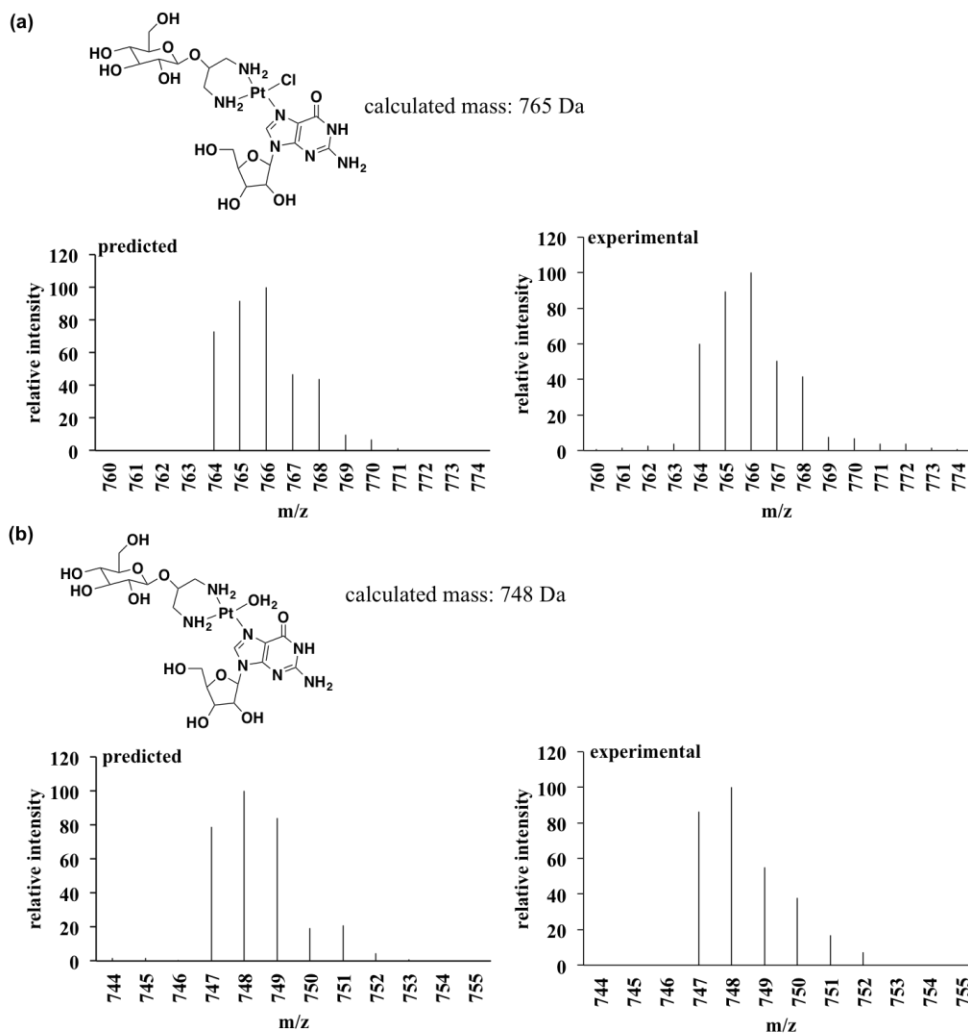 (a)
OH
HO
HO
OH
O
O
NH2
Cl
Pt
NH2
O
N
NH
N
N
NH2
HO
O
HO
OH
calculated mass: 765 Da
predicted
120
100
80
60
40
20
0
relative intensity
760 761 762 763 764 765 766 767 768 769 770 771 772 773 774
m/z
experimental
120
100
80
60
40
20
0
relative intensity
760 761 762 763 764 765 766 767 768 769 770 771 772 773 774
m/z
(b)
OH
HO
HO
OH
O
O
NH2
OH2
Pt
NH2
O
N
NH
N
N
NH2
HO
O
HO
OH
calculated mass: 748 Da
predicted
120
100
80
60
40
20
0
relative intensity
744 745 746 747 748 749 750 751 752 753 754 755
m/z
experimental
120
100
80
60
40
20
0
relative intensity
744 745 746 747 748 749 750 751 752 753 754 755
m/z